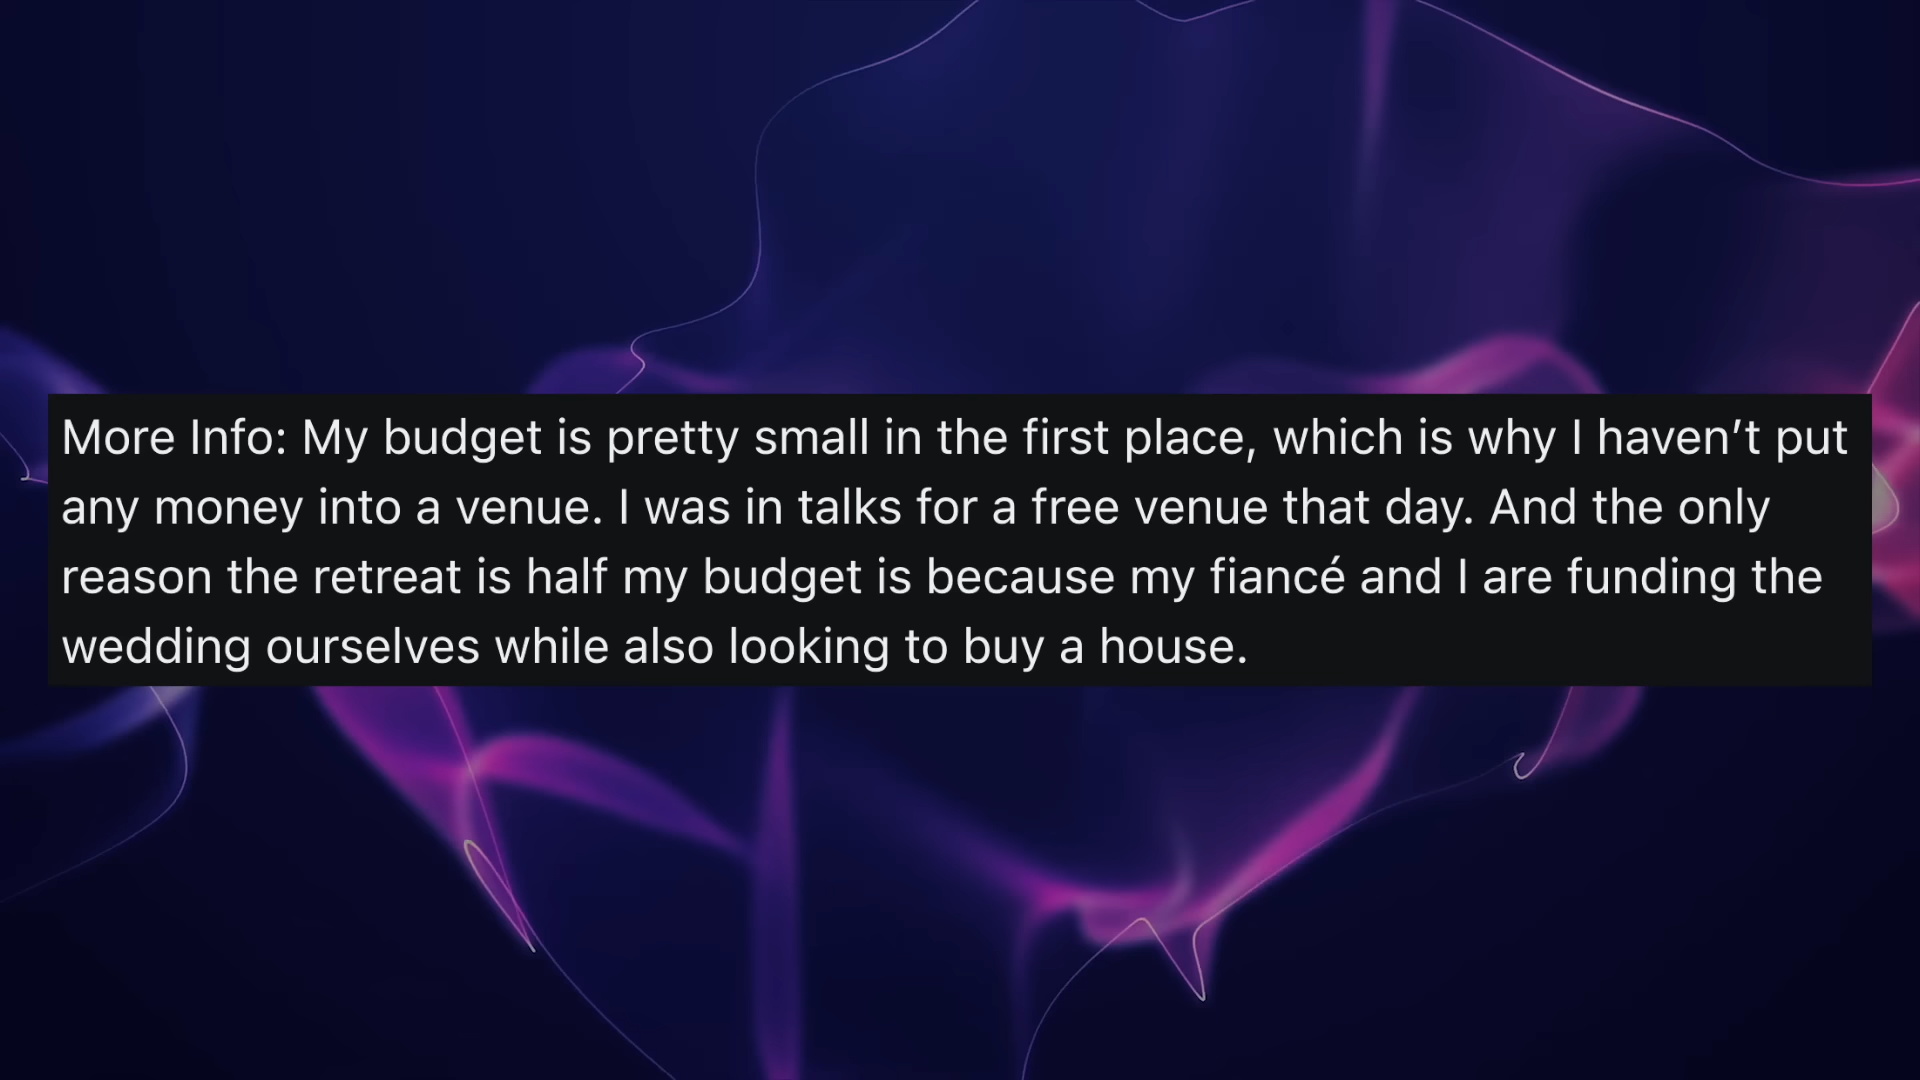 More Info: My budget is pretty small in the first place, which is why I haven’t put
any money into a venue. I was in talks for a free venue that day. And the only
reason the retreat is half my budget is because my fiancé and I are funding the
wedding ourselves while also looking to buy a house.